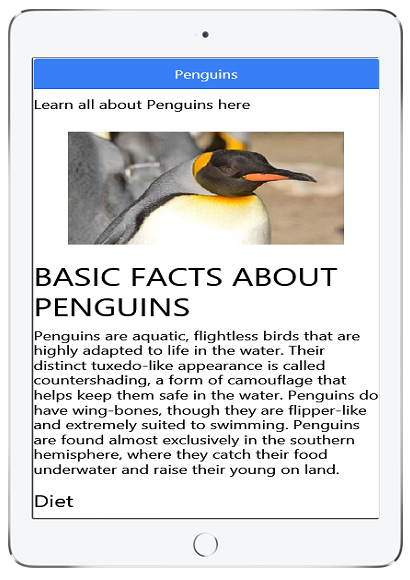 Penguins
Learn all about Penguins here
BASIC FACTS ABOUT
PENGUINS
Penguins are aquatic, flightless birds that are
highly adapted to life in the water. Their
distinct tuxedo-like appearance is called
countershading, a form of camouflage that
helps keep them safe in the water. Penguins do
have wing-bones, though they are flipper-like
and extremely suited to swimming. Penguins
are found almost exclusively in the southern
hemisphere, where they catch their food
underwater and raise their young on land.
Diet